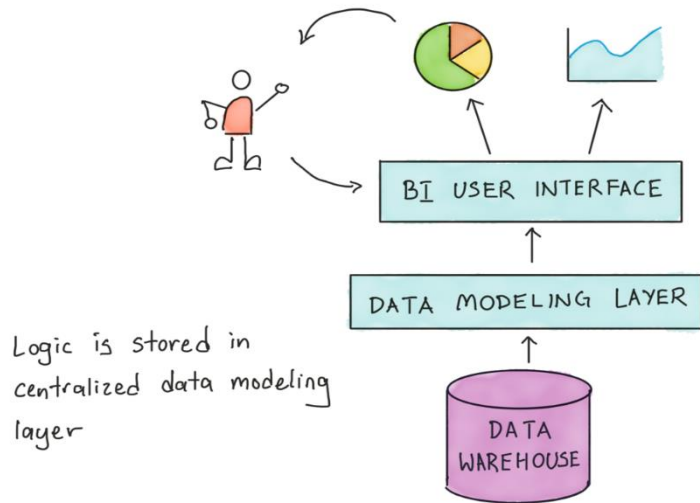 BI USER INTERFACE
DATA MODELING LAYER
Logic is stored in
centralized data modeling
layer
DATA
WAREHOUSE